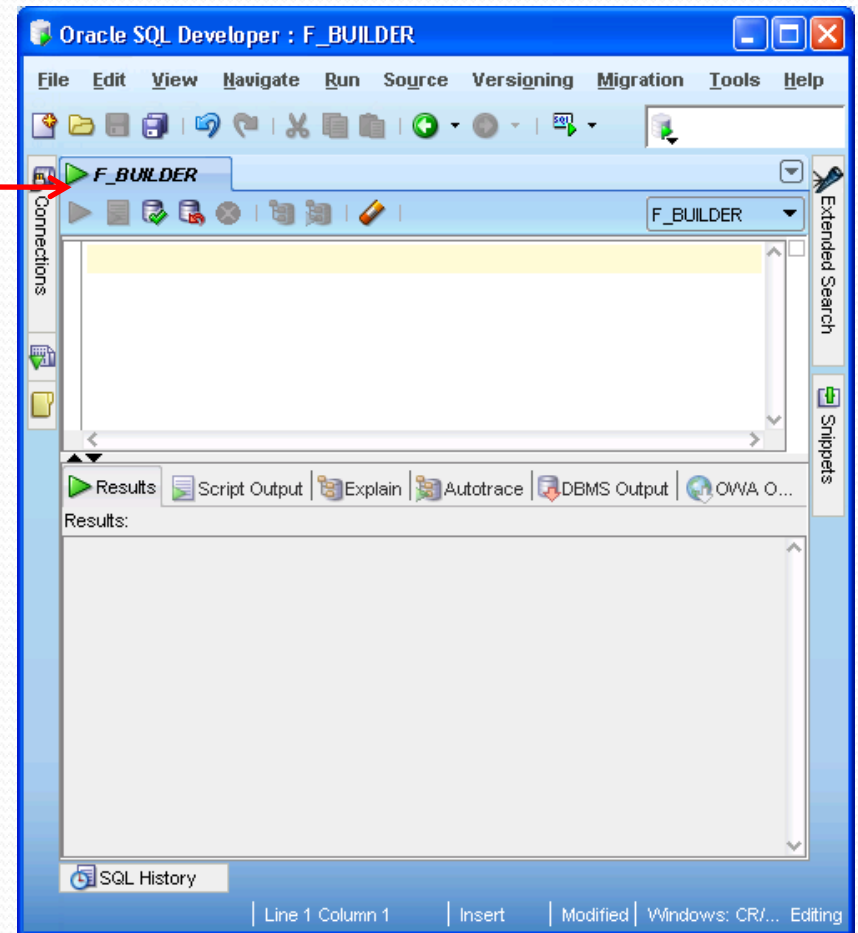 Oracle SQL Developer : F_BUILDER
File Edit View Navigate Run Source Versioning Migration Tools Help
F_BUILDER
F_BUILDER
Connections
Extended Search
Snippets
Results Script Output Explain Autotrace DBMS Output OWA O...
Results:
SQL History
Line 1 Column 1 Insert Modified Windows: CR/... Editing